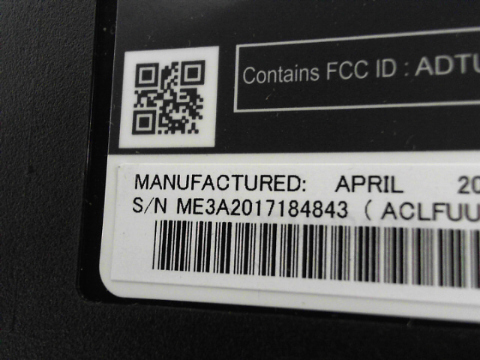 Contains FCC ID : ADTU
MANUFACTURED: APRIL 20
S/N ME3A2017184843 ( ACLFUU